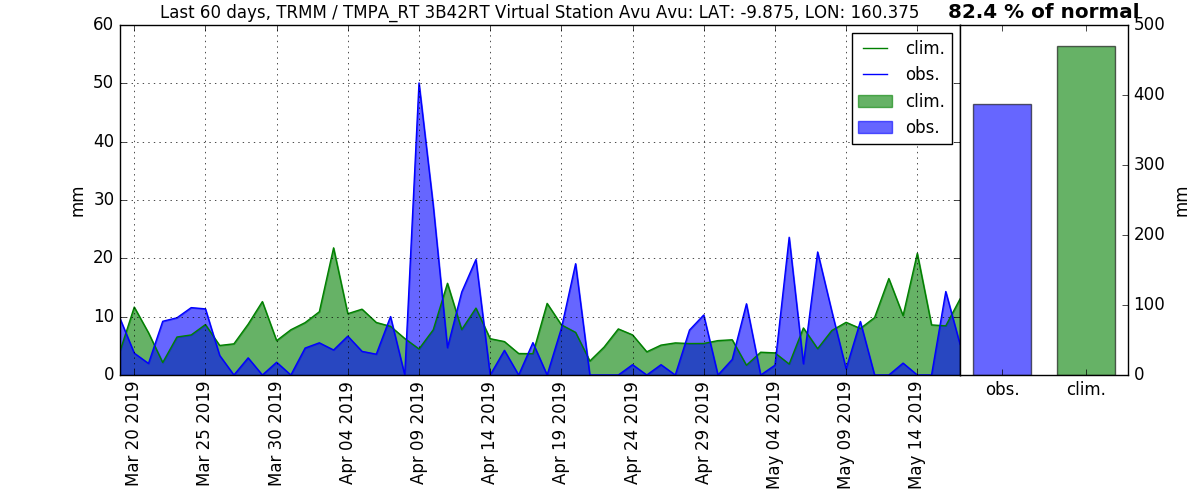 Last 60 days, TRMM / TMPA_RT 3B42RT Virtual Station Avu Avu: LAT: -9.875, LON: 160.375
82.4 % of normal
60
50
40
30
20
10
0
mm
clim.
obs.
clim.
obs.
500
400
300
200
100
0
mm
obs.
clim.
Mar 20 2019
Mar 25 2019
Mar 30 2019
Apr 04 2019
Apr 09 2019
Apr 14 2019
Apr 19 2019
Apr 24 2019
Apr 29 2019
May 04 2019
May 09 2019
May 14 2019